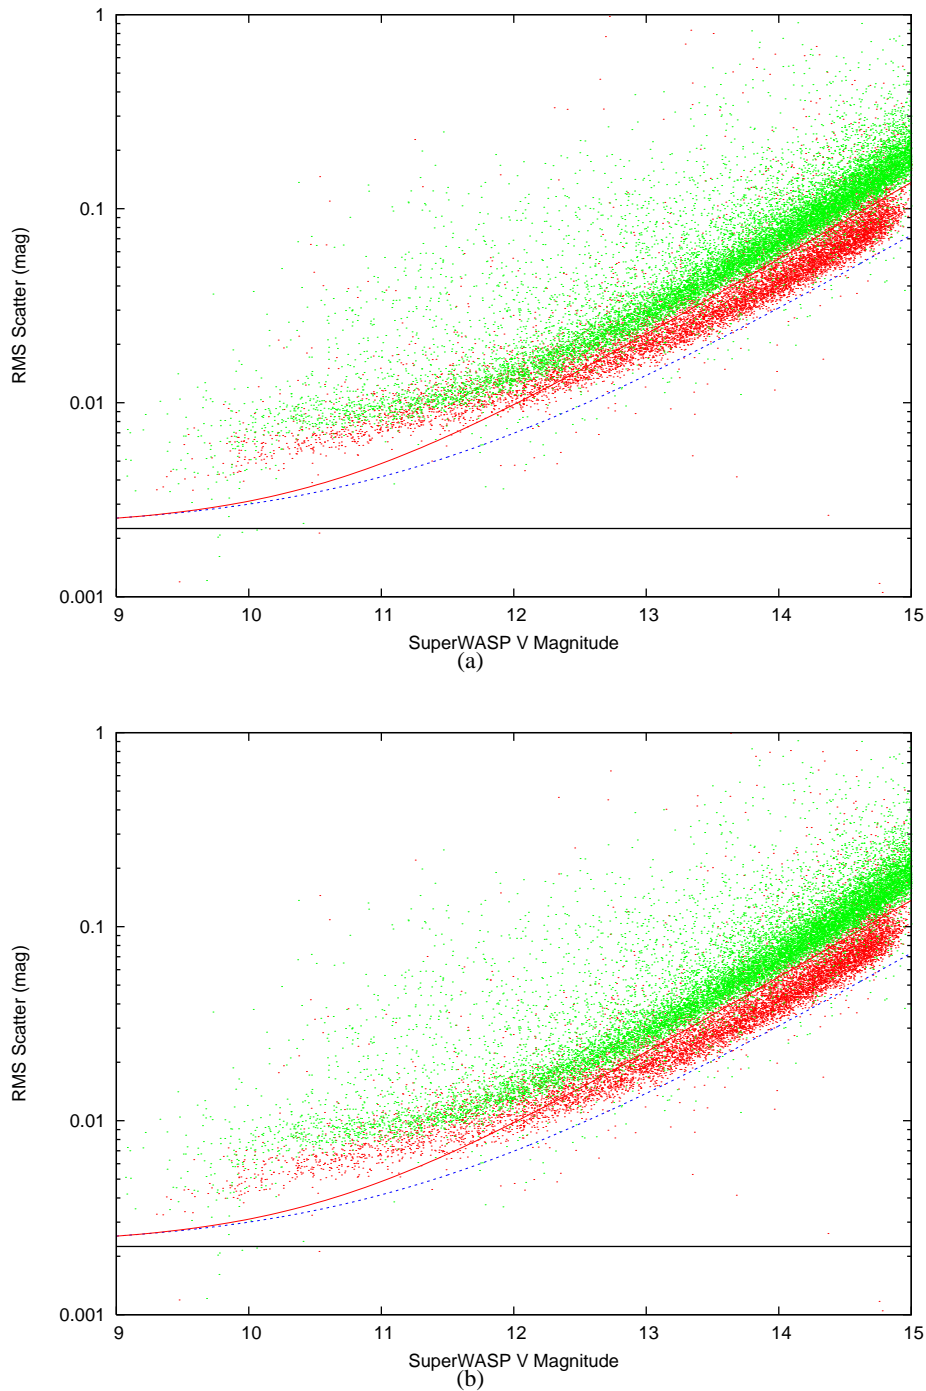 1
0.1
0.01
0.001
RMS Scatter (mag)
9 10 11 12 13 14 15
SuperWASP V Magnitude
(a)
1
0.1
0.01
0.001
RMS Scatter (mag)
9 10 11 12 13 14 15
SuperWASP V Magnitude
(b)